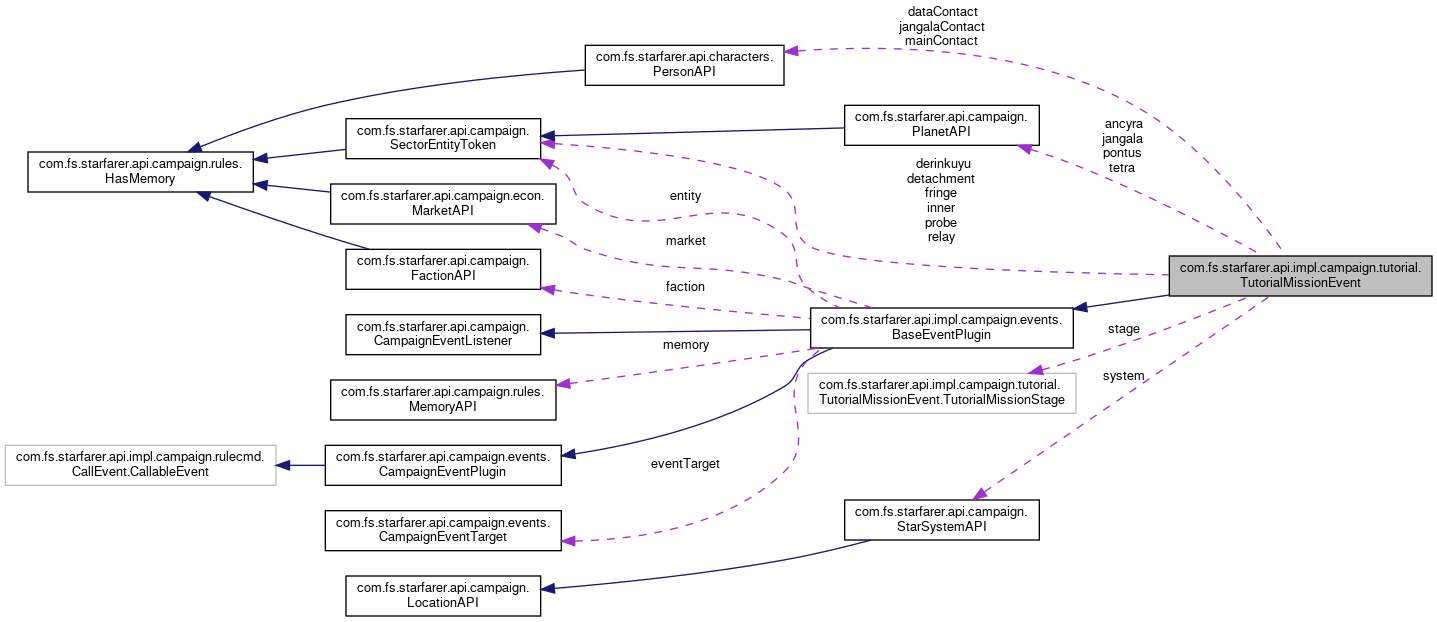 dataContact
jangalaContact
mainContact
com.fs.starfarer.api.characters.
PersonAPI
com.fs.starfarer.api.campaign.
PlanetAPI
com.fs.starfarer.api.campaign.
SectorEntityToken
ancyra
jangala
pontus
tetra
com.fs.starfarer.api.campaign.rules.
HasMemory
derinkuyu
detachment
fringe
inner
probe
relay
entity
com.fs.starfarer.api.campaign.econ.
MarketAPI
market
com.fs.starfarer.api.campaign.
FactionAPI
faction
com.fs.starfarer.api.impl.campaign.tutorial.
TutorialMissionEvent
com.fs.starfarer.api.campaign.
CampaignEventListener
com.fs.starfarer.api.impl.campaign.events.
BaseEventPlugin
stage
memory
com.fs.starfarer.api.campaign.rules.
MemoryAPI
com.fs.starfarer.api.impl.campaign.tutorial.
TutorialMissionEvent.TutorialMissionStage
system
com.fs.starfarer.api.impl.campaign.rulecmd.
CallEvent.CallableEvent
com.fs.starfarer.api.campaign.events.
CampaignEventPlugin
eventTarget
com.fs.starfarer.api.campaign.events.
CampaignEventTarget
com.fs.starfarer.api.campaign.
StarSystemAPI
com.fs.starfarer.api.campaign.
LocationAPI